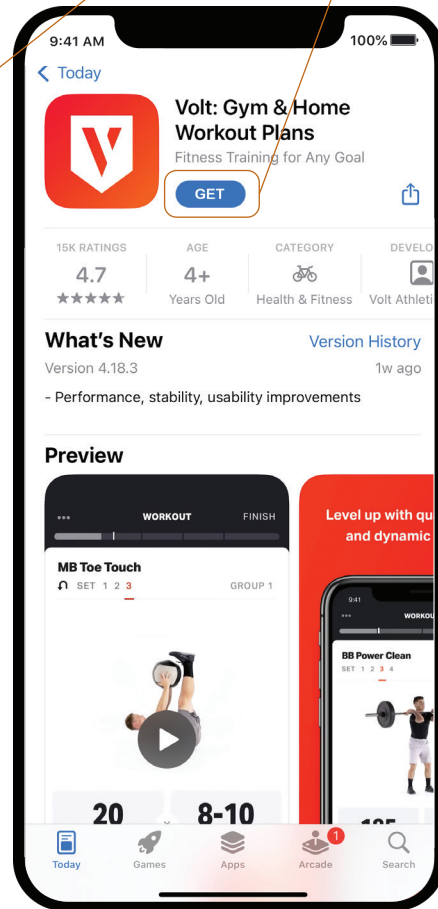 9:41 AM 100%
Today
Volt: Gym & Home
Workout Plans
Fitness Training for Any Goal
GET
15K RATINGS AGE CATEGORY DEVELO
4.7 4+
Years Old Health & Fitness Volt Athleti
What's New Version History
Version 4.18.3 1w ago
- Performance, stability, usability improvements
Preview
WORKOUT FINISH
MB Toe Touch
SET 1 2 3 GROUP 1
20 8-10
Level up with qu
and dynamic
9:41
WORKOU
BB Power Clean
SET 1 2 3 4
Today Games Apps Arcade 1 Search